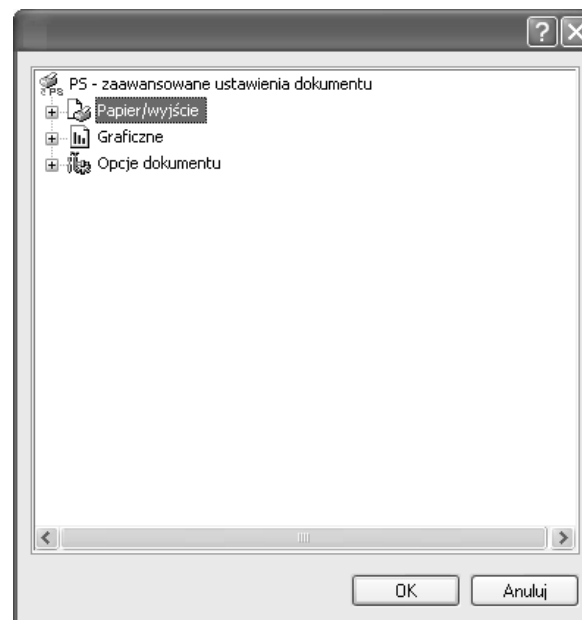 PS - zaawansowane ustawienia dokumentu
Papier/wyjście
Graficzne
Opcje dokumentu
OK Anuluj